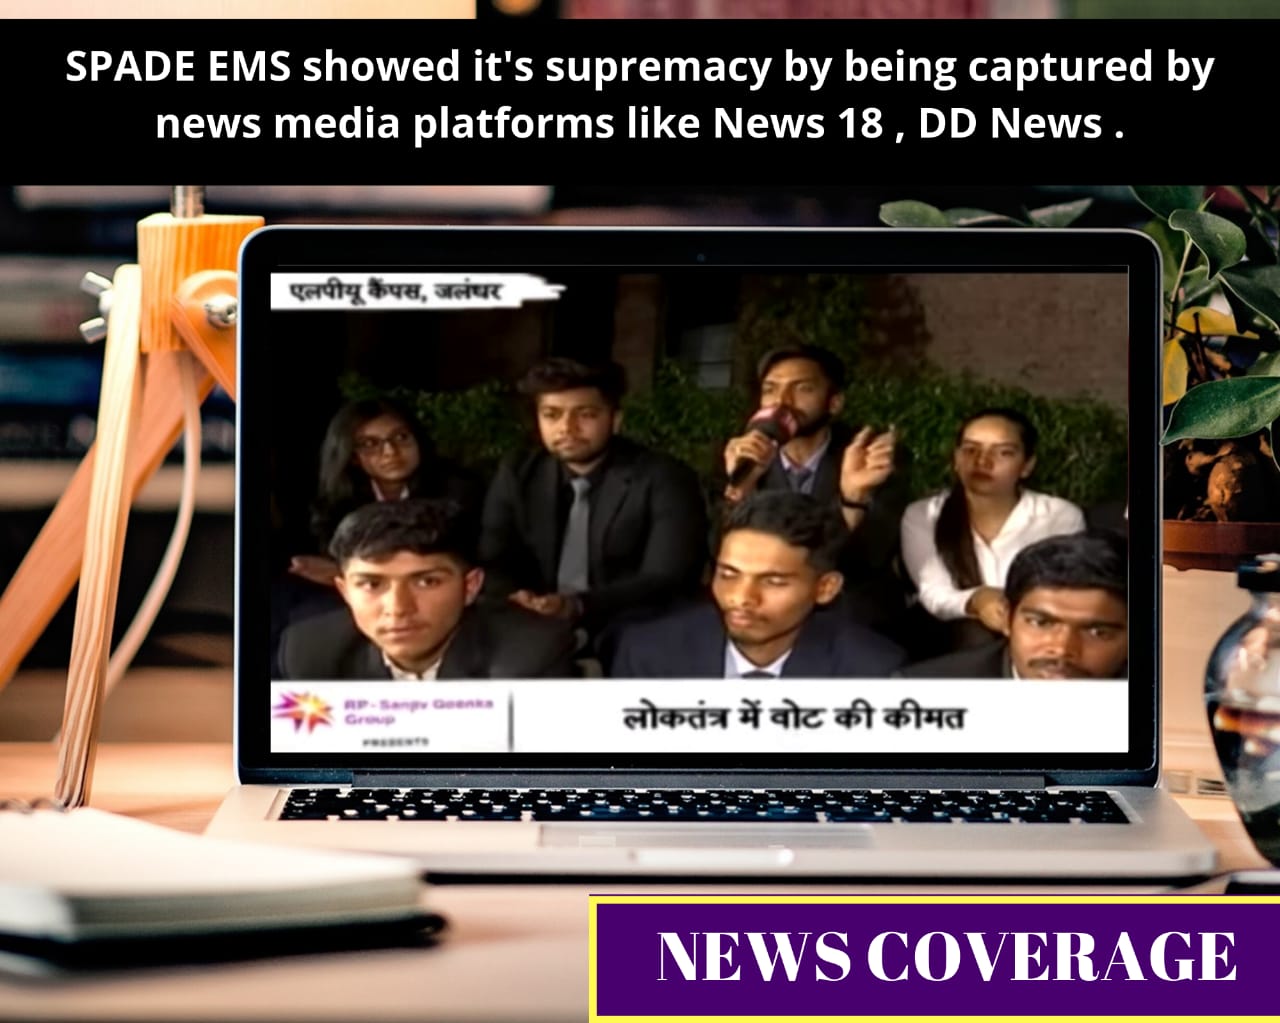 SPADE EMS showed it's supremacy by being captured by
news media platforms like News 18 , DD News .
एलपीयू कैंपस, जलंधर
RP-Sanjiv Goenka
Group
PRESENTS
लोकतंत्र में वोट की कीमत
NEWS COVERAGE